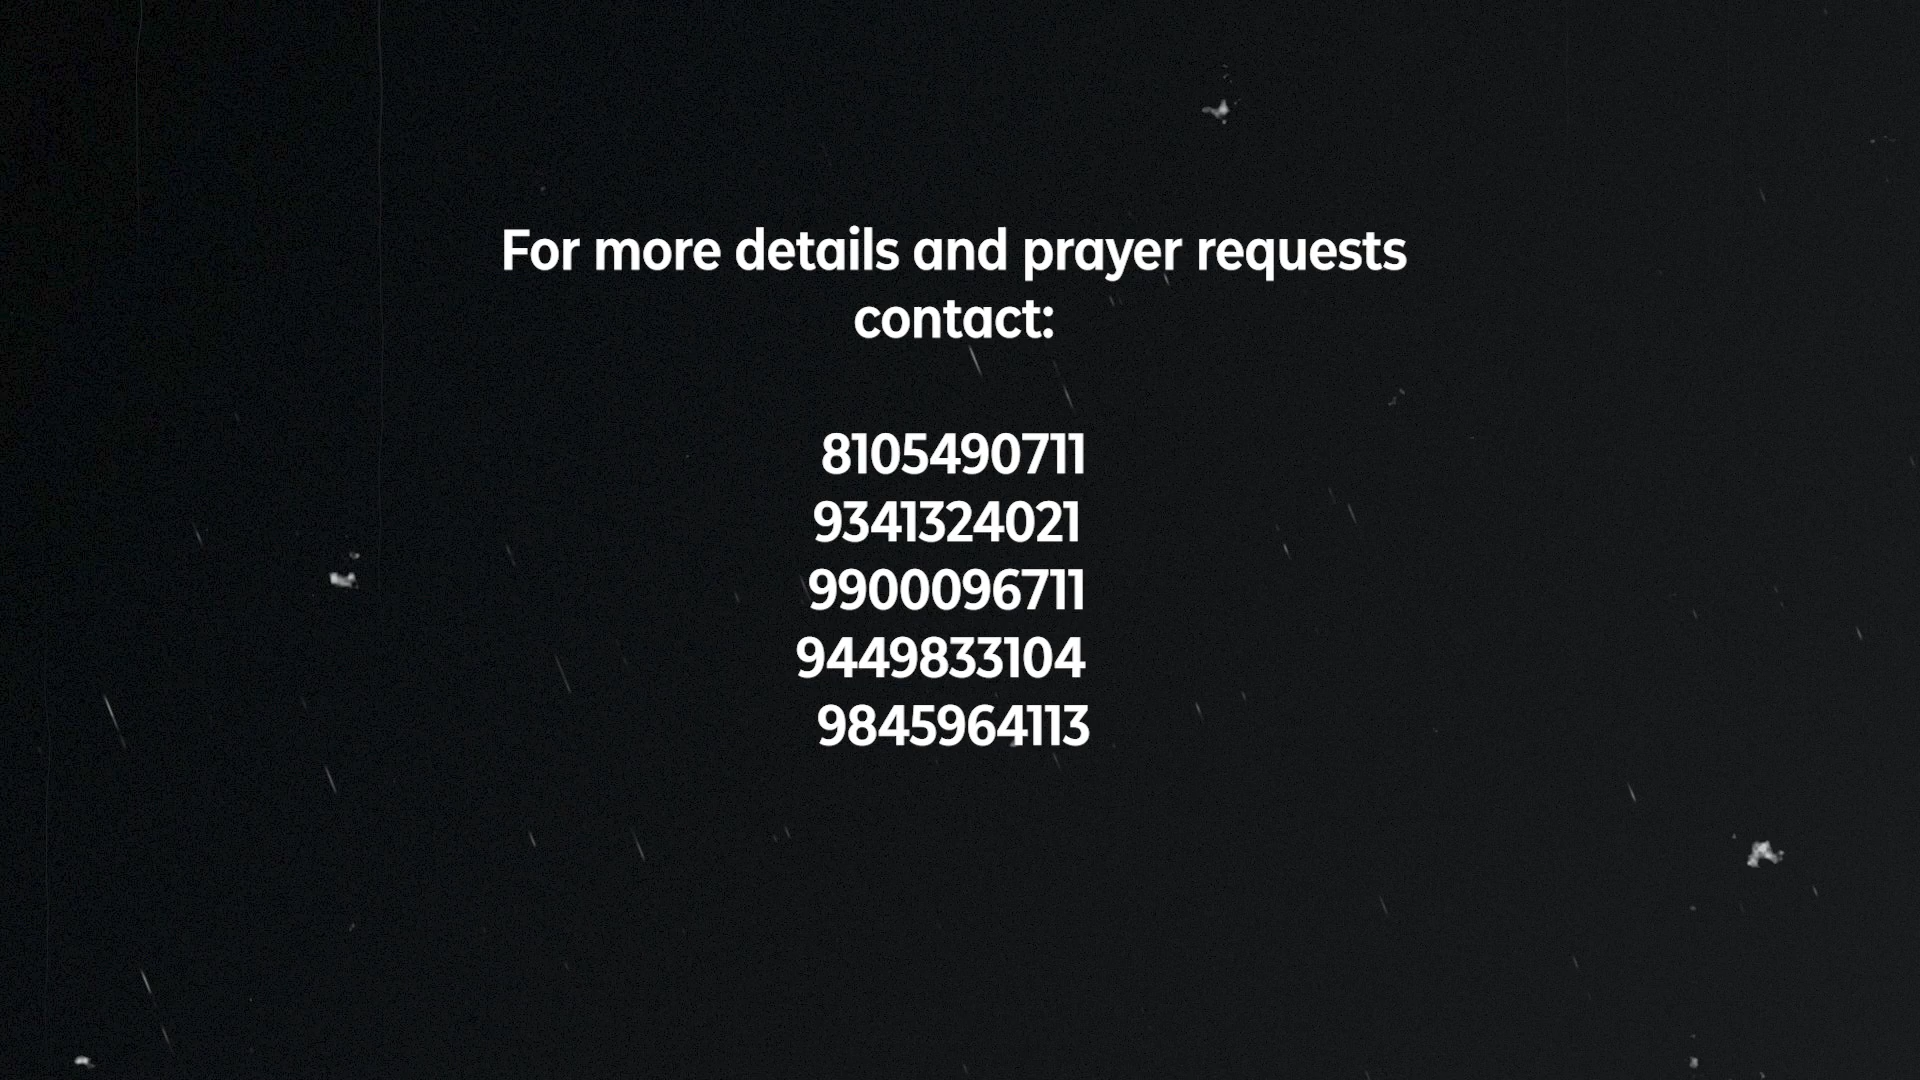 For more details and prayer requests
contact:
8105490711
9341324021
9900096711
9449833104
9845964113